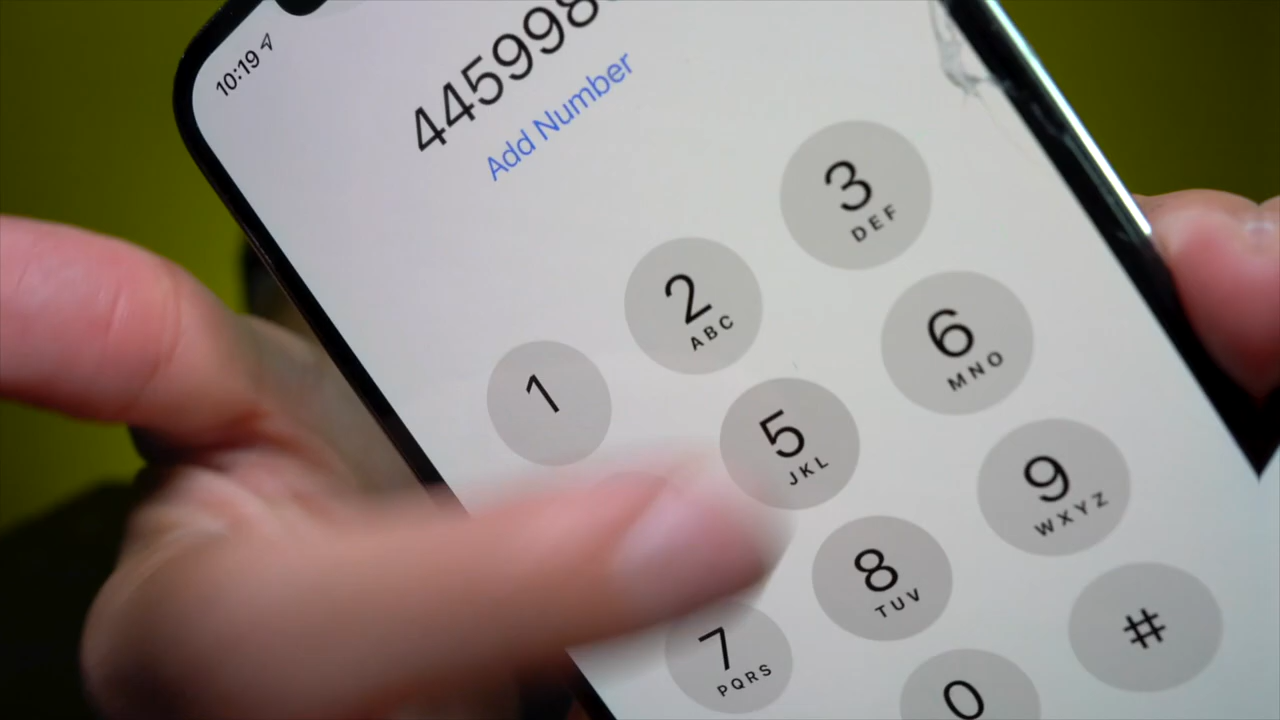 10:19
445998
Add Number
1
2
ABC
3
DEF
5
JKL
6
MNO
7
PQRS
8
TUV
9
WXYZ
0
#